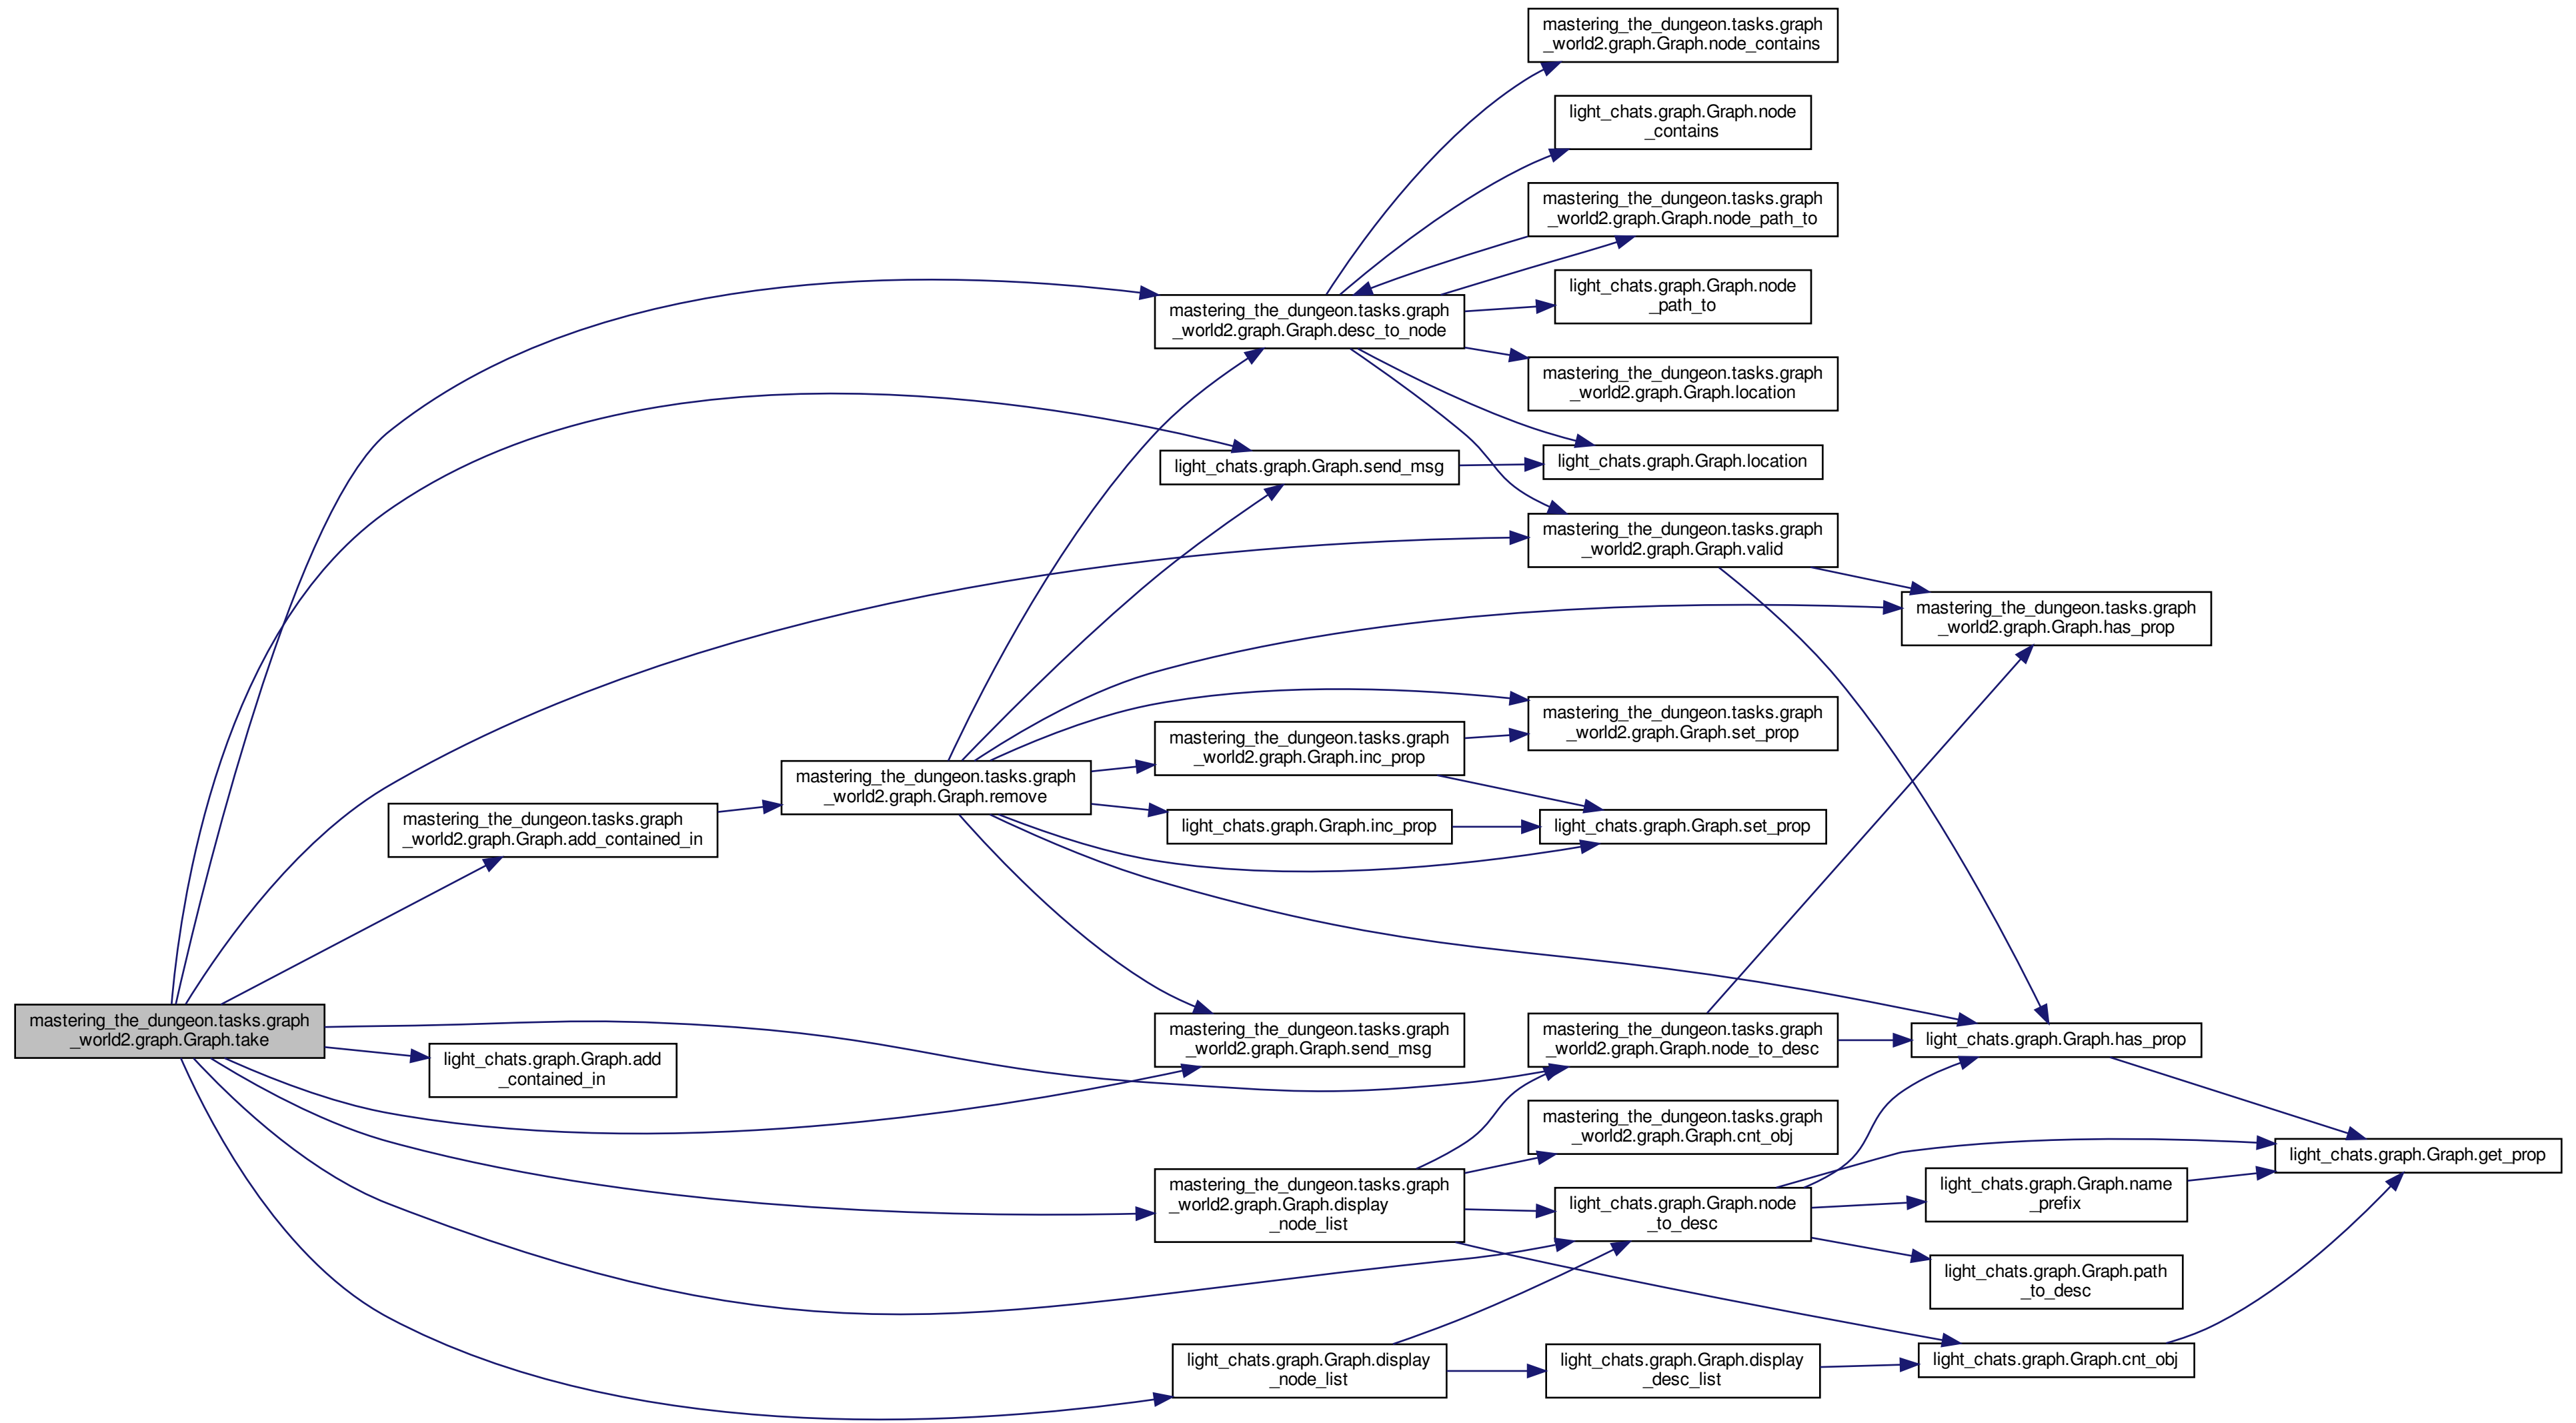 mastering_the_dungeon.tasks.graph
_world2.graph.Graph.node_contains
light_chats.graph.Graph.node
_contains
mastering_the_dungeon.tasks.graph
_world2.graph.Graph.node_path_to
light_chats.graph.Graph.node
_path_to
mastering_the_dungeon.tasks.graph
_world2.graph.Graph.desc_to_node
mastering_the_dungeon.tasks.graph
_world2.graph.Graph.location
light_chats.graph.Graph.send_msg
light_chats.graph.Graph.location
mastering_the_dungeon.tasks.graph
_world2.graph.Graph.valid
mastering_the_dungeon.tasks.graph
_world2.graph.Graph.has_prop
mastering_the_dungeon.tasks.graph
_world2.graph.Graph.set_prop
mastering_the_dungeon.tasks.graph
_world2.graph.Graph.inc_prop
mastering_the_dungeon.tasks.graph
_world2.graph.Graph.remove
mastering_the_dungeon.tasks.graph
_world2.graph.Graph.add_contained_in
light_chats.graph.Graph.inc_prop
light_chats.graph.Graph.set_prop
mastering_the_dungeon.tasks.graph
_world2.graph.Graph.take
mastering_the_dungeon.tasks.graph
_world2.graph.Graph.send_msg
mastering_the_dungeon.tasks.graph
_world2.graph.Graph.node_to_desc
light_chats.graph.Graph.has_prop
light_chats.graph.Graph.add
_contained_in
mastering_the_dungeon.tasks.graph
_world2.graph.Graph.cnt_obj
light_chats.graph.Graph.get_prop
mastering_the_dungeon.tasks.graph
_world2.graph.Graph.display
_node_list
light_chats.graph.Graph.node
_to_desc
light_chats.graph.Graph.name
_prefix
light_chats.graph.Graph.path
_to_desc
light_chats.graph.Graph.display
_node_list
light_chats.graph.Graph.display
_desc_list
light_chats.graph.Graph.cnt_obj